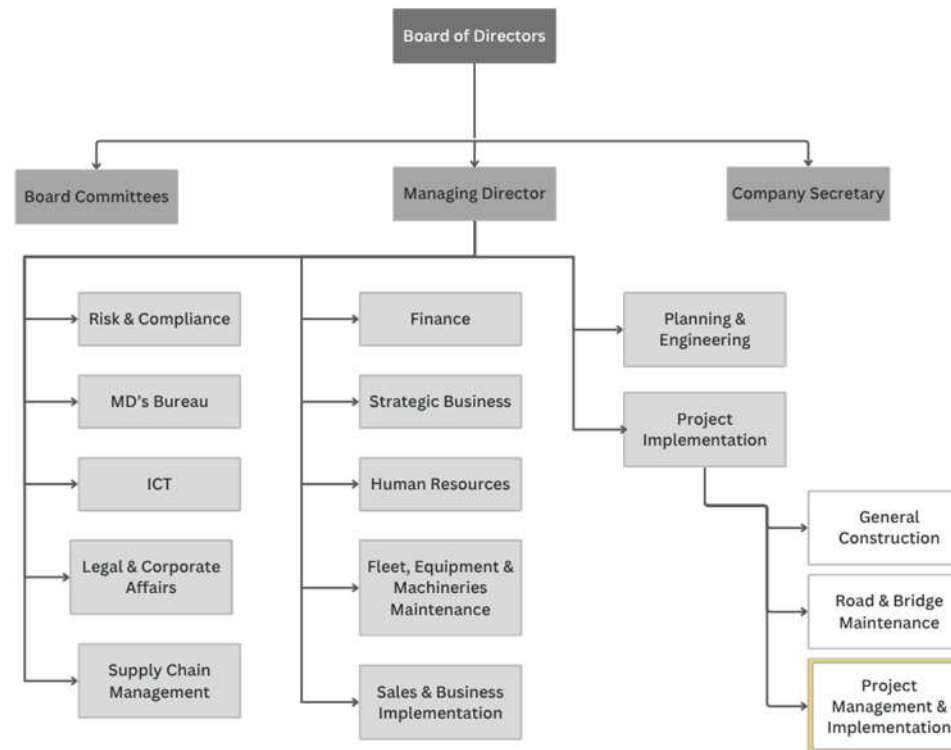 Board of Directors
Board Committees
Managing Director
Company Secretary
Risk & Compliance
MD's Bureau
ICT
Legal & Corporate
Affairs
Supply Chain
Management
Finance
Strategic Business
Human Resources
Fleet, Equipment &
Machineries
Maintenance
Sales & Business
Implementation
Planning &
Engineering
Project
Implementation
General
Construction
Road & Bridge
Maintenance
Project
Management &
Implementation